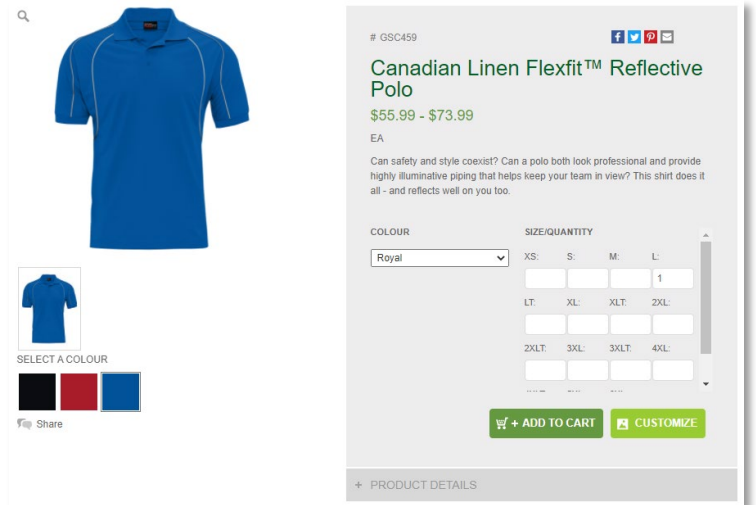 # GSC459
Canadian Linen Flexfit™ Reflective
Polo
$55.99 - $73.99
EA
Can safety and style coexist? Can a polo both look professional and provide
highly illuminative piping that helps keep your team in view? This shirt does it
all - and reflects well on you too.
COLOUR
Royal
SIZE/QUANTITY
XS: S: M: L:
1
LT: XL: XLT: 2XL:
2XLT: 3XL: 3XLT: 4XL:
SELECT A COLOUR
Share
+ ADD TO CART
CUSTOMIZE
+ PRODUCT DETAILS